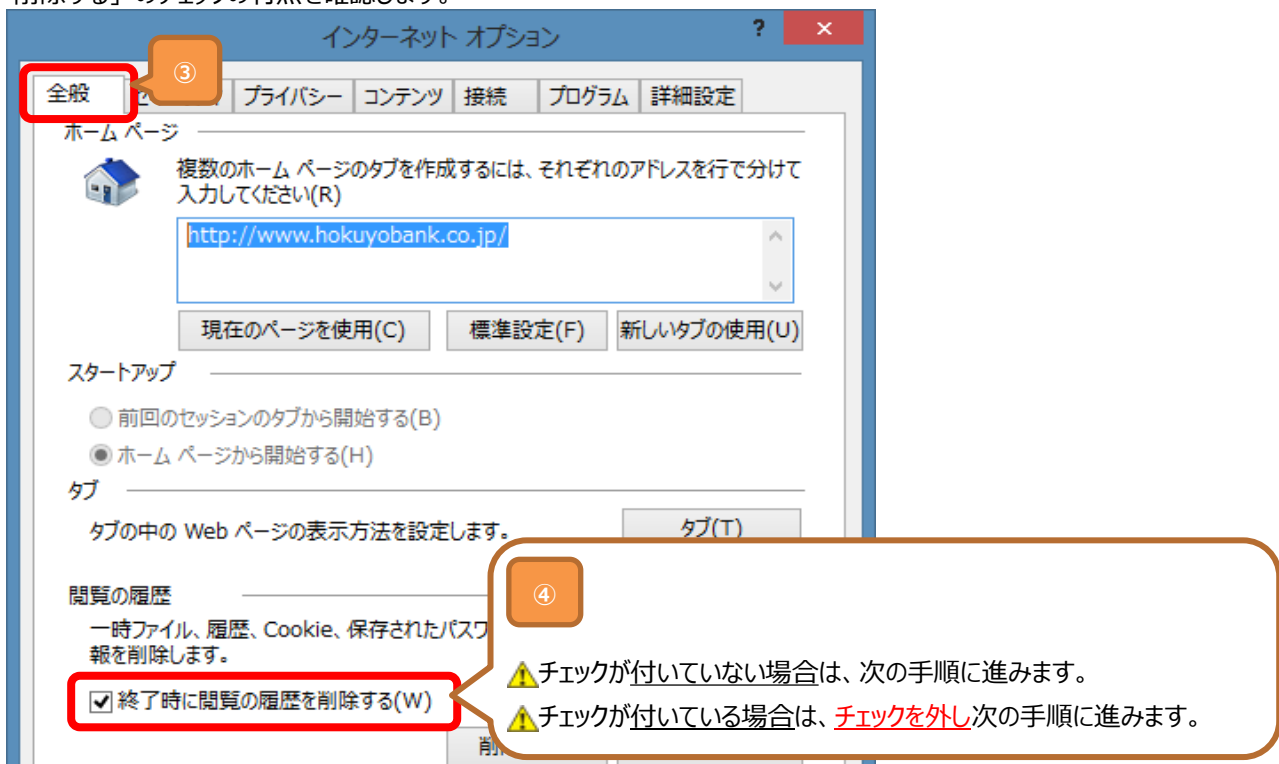 削除する」のチェックの有無を確認します。
インターネット オプション
?
×
③
全般
プライバシー
コンテンツ
接続
プログラム
詳細設定
ホーム ページ
複数のホーム ページのタブを作成するには、それぞれのアドレスを行で分けて
入力してください(R)
http://www.hokuyobank.co.jp/
現在のページを使用(C)
標準設定(F)
新しいタブの使用(U)
スタートアップ
前回のセッションのタブから開始する(B)
ホーム ページから開始する(H)
タブ
タブの中の Web ページの表示方法を設定します。
タブ(T)
閲覧の履歴
一時ファイル、履歴、Cookie、保存されたパスワ
報を削除します。
終了時に閲覧の履歴を削除する(W)
④
チェックが付いていない場合は、次の手順に進みます。
チェックが付いている場合は、チェックを外し次の手順に進みます。